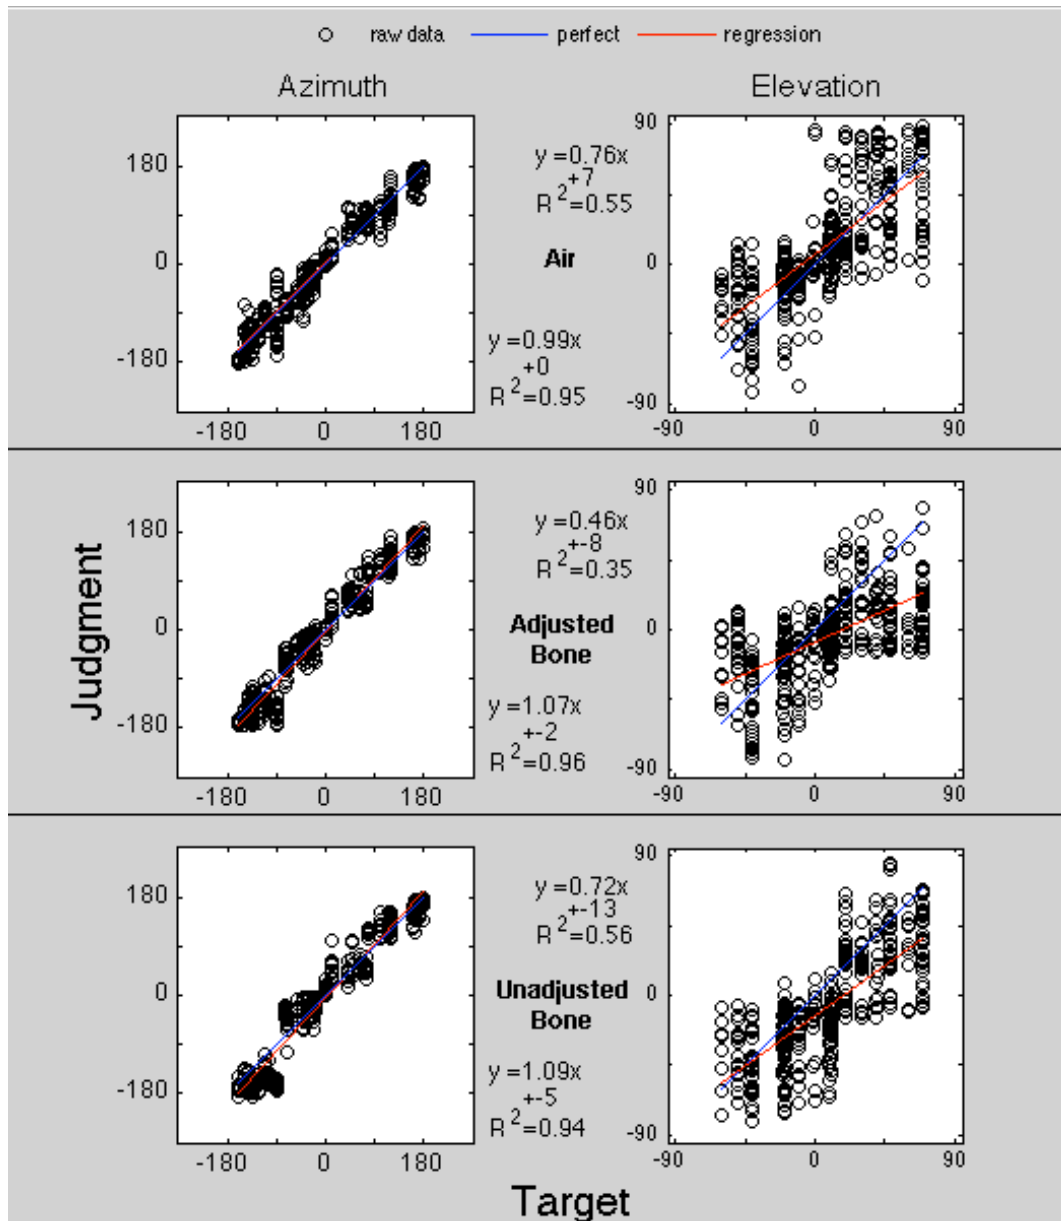 raw data perfect regression
Azimuth Elevation
180
0
-180
-180 0 180
y=0.76x
+7
R²=0.55
Air
y=0.99x
+0
R²=0.95
90
0
-90
-90 0 90
Judgment
180
0
-180
-180 0 180
y=0.46x
+-8
R²=0.35
Adjusted
Bone
y=1.07x
+-2
R²=0.96
90
0
-90
-90 0 90
180
0
-180
-180 0 180
y=0.72x
+-13
R²=0.56
Unadjusted
Bone
y=1.09x
+-5
R²=0.94
90
0
-90
-90 0 90
Target